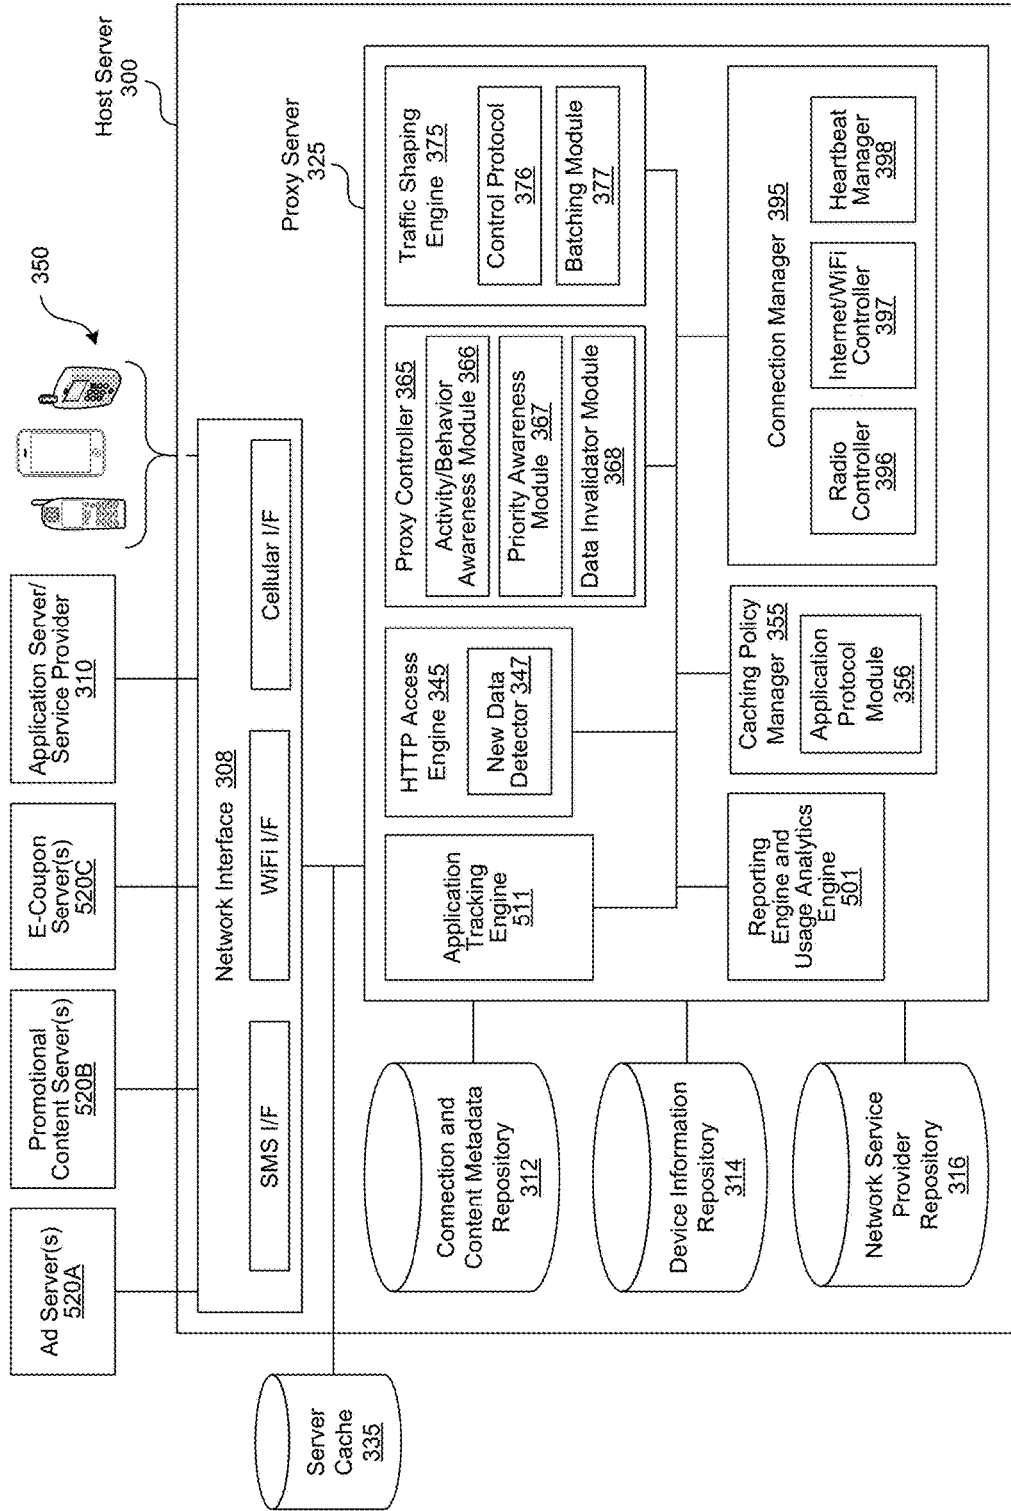 Host Server
300
350
Ad Server(s)
520A
Promotional
Content Server(s)
520B
E-Coupon
Server(s)
520C
Application Server/
Service Provider
310
Network Interface 308
SMS I/F
WiFi I/F
Cellular I/F
Server
Cache
335
Proxy Server
325
Connection and
Content Metadata
Repository
312
Device Information
Repository
314
Network Service
Provider
Repository
316
Application
Tracking
Engine
511
HTTP Access
Engine 345
New Data
Detector 347
Proxy Controller 365
Activity/Behavior
Awareness Module 366
Priority Awareness
Module 367
Data Invalidator Module
368
Traffic Shaping
Engine 375
Control Protocol
376
Batching Module
377
Reporting
Engine and
Usage Analytics
Engine
501
Caching Policy
Manager 355
Application
Protocol
Module
356
Connection Manager 395
Radio
Controller
396
Internet/WiFi
Controller
397
Heartbeat
Manager
398